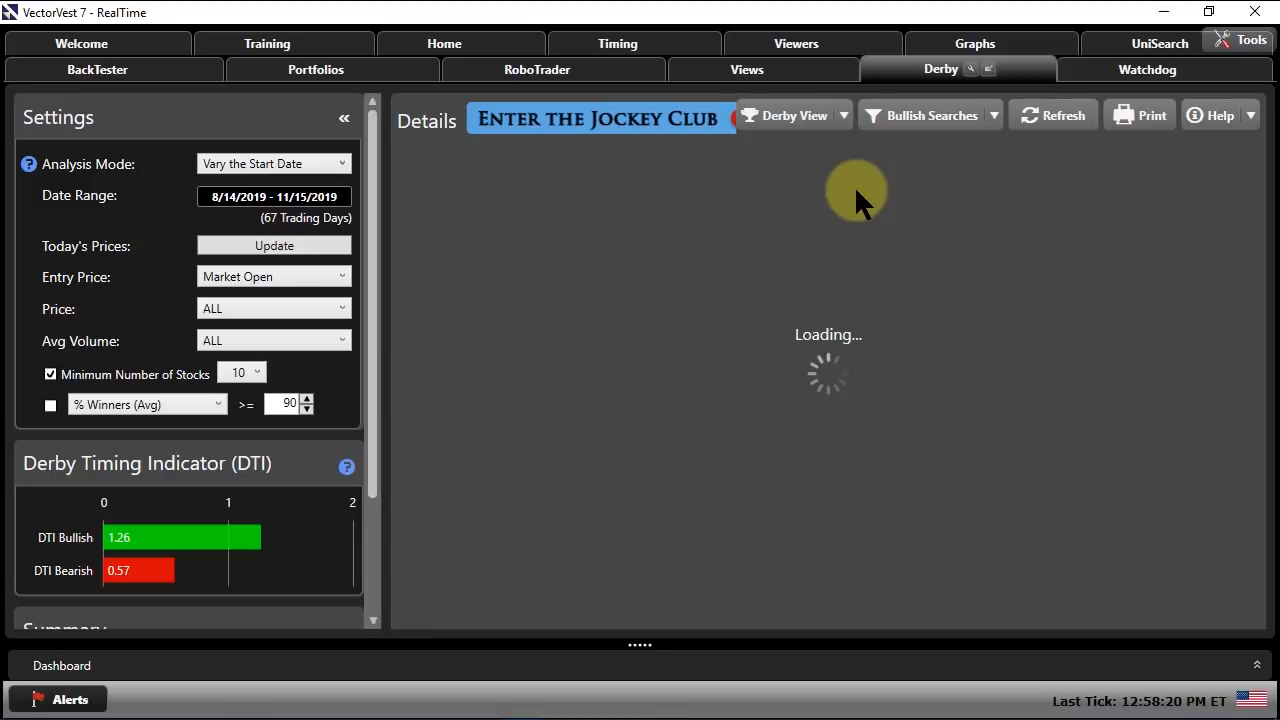 VectorVest 7 - RealTime
Welcome Training Home Timing Viewers Graphs UniSearch Tools
BackTester Portfolios RoboTrader Views Derby Watchdog
Settings «
Details ENTER THE JOCKEY CLUB Derby View Bullish Searches Refresh Print Help
? Analysis Mode: Vary the Start Date
Date Range: 8/14/2019 - 11/15/2019
(67 Trading Days)
Today's Prices: Update
Entry Price: Market Open
Price: ALL
Avg Volume: ALL
Minimum Number of Stocks 10
% Winners (Avg) >= 90
Loading...
Derby Timing Indicator (DTI) ?
0 1 2
DTI Bullish 1.26
DTI Bearish 0.57
Summary
Dashboard
Alerts
Last Tick: 12:58:20 PM ET